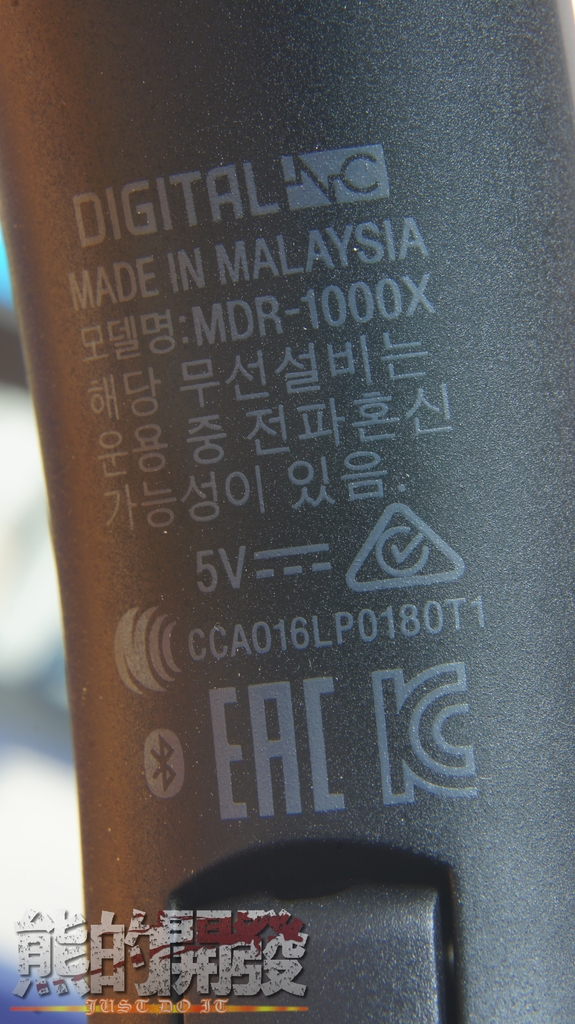 DIGITAL NC
MADE IN MALAYSIA
모델명:MDR-1000X
해당 무선설비는
운용 중 전파혼신
가능성이 있음.
5V
CCAO16LP0180T1
EAC KC
熊的開發
JUST DO IT